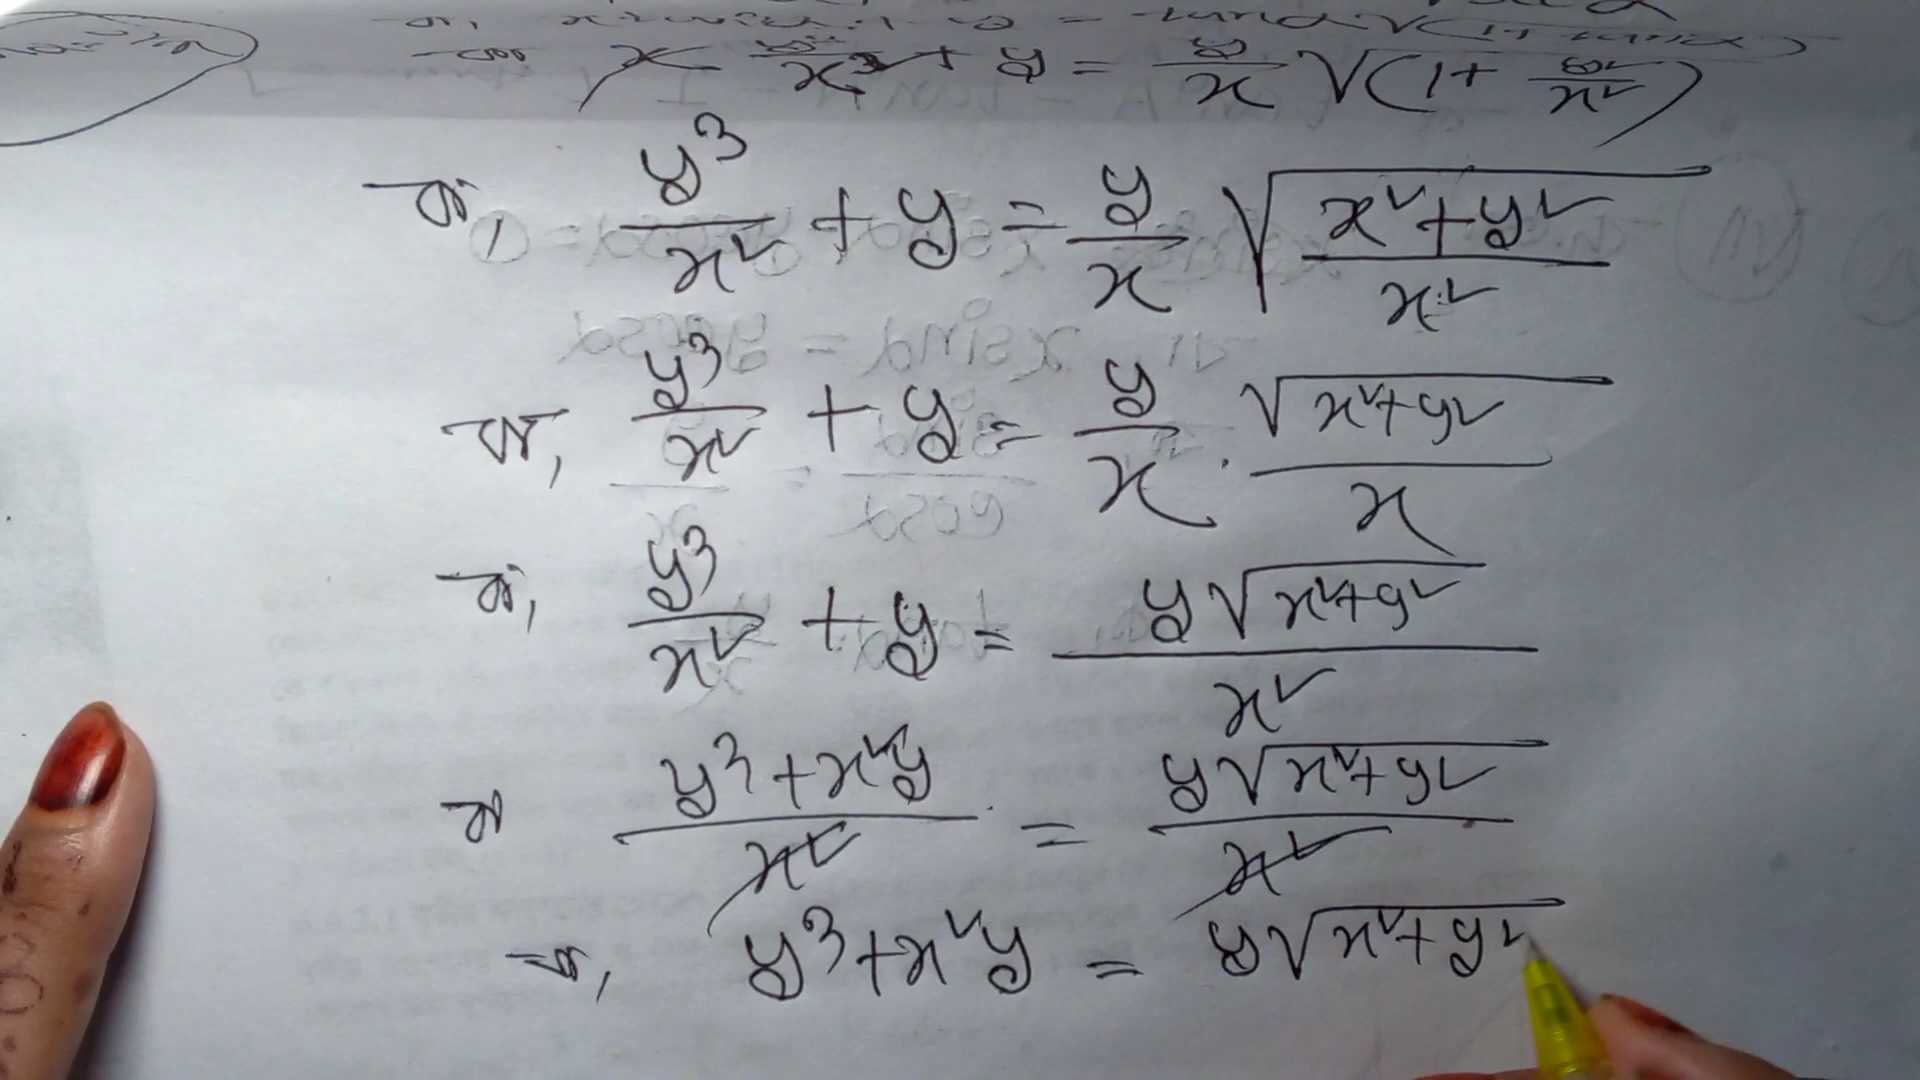 x y³/x³ + y = y/x √(1+ y²/x²)
বা, y³/x² + y = y/x √(x²+y²/x²)
বা, y³/x² + y = y/x . √x²+y²/x
বা, y³/x² + y = y√x²+y²/x²
বা y³+x²y/x² = y√x²+y²/x²
বা, y³+x²y = y√x²+y²